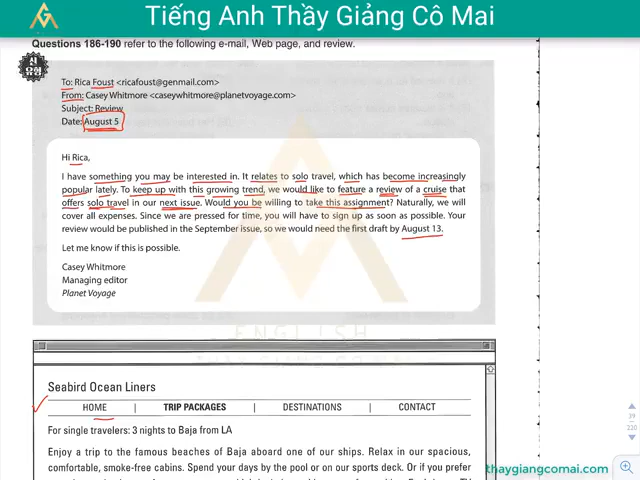 Tiếng Anh Thầy Giảng Cô Mai
Questions 186-190 refer to the following e-mail, Web page, and review.
To: Rica Foust <ricafoust@genmail.com>
From: Casey Whitmore <caseywhitmore@planetvoyage.com>
Subject: Review
Date: August 5
Hi Rica,
I have something you may be interested in. It relates to solo travel, which has become increasingly
popular lately. To keep up with this growing trend, we would like to feature a review of a cruise that
offers solo travel in our next issue. Would you be willing to take this assignment? Naturally, we will
cover all expenses. Since we are pressed for time, you will have to sign up as soon as possible. Your
review would be published in the September issue, so we would need the first draft by August 13.
Let me know if this is possible.
Casey Whitmore
Managing editor
Planet Voyage
ENGLISH
Seabird Ocean Liners
HOME | TRIP PACKAGES | DESTINATIONS | CONTACT
For single travelers: 3 nights to Baja from LA
Enjoy a trip to the famous beaches of Baja aboard one of our ships. Relax in our spacious,
comfortable, smoke-free cabins. Spend your days by the pool or on our sports deck. Or if you prefer
39
220
thaygiangcomai.com